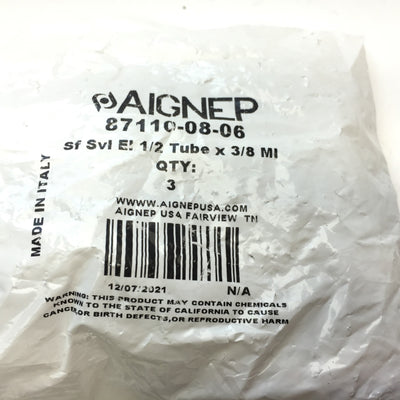 AIGNEP
87110-08-06
sf Svl El 1/2 Tube x 3/8 MI
QTY:
3
MADE IN ITALY
WWW.AIGNEPUSA.COM
AIGNEP USA FAIRVIEW TN
12/07/2021 N/A
WARNING: THIS PRODUCT MAY CONTAIN CHEMICALS
KNOWN TO THE STATE OF CALIFORNIA TO CAUSE
CANCER,OR BIRTH DEFECTS,OR REPRODUCTIVE HARM